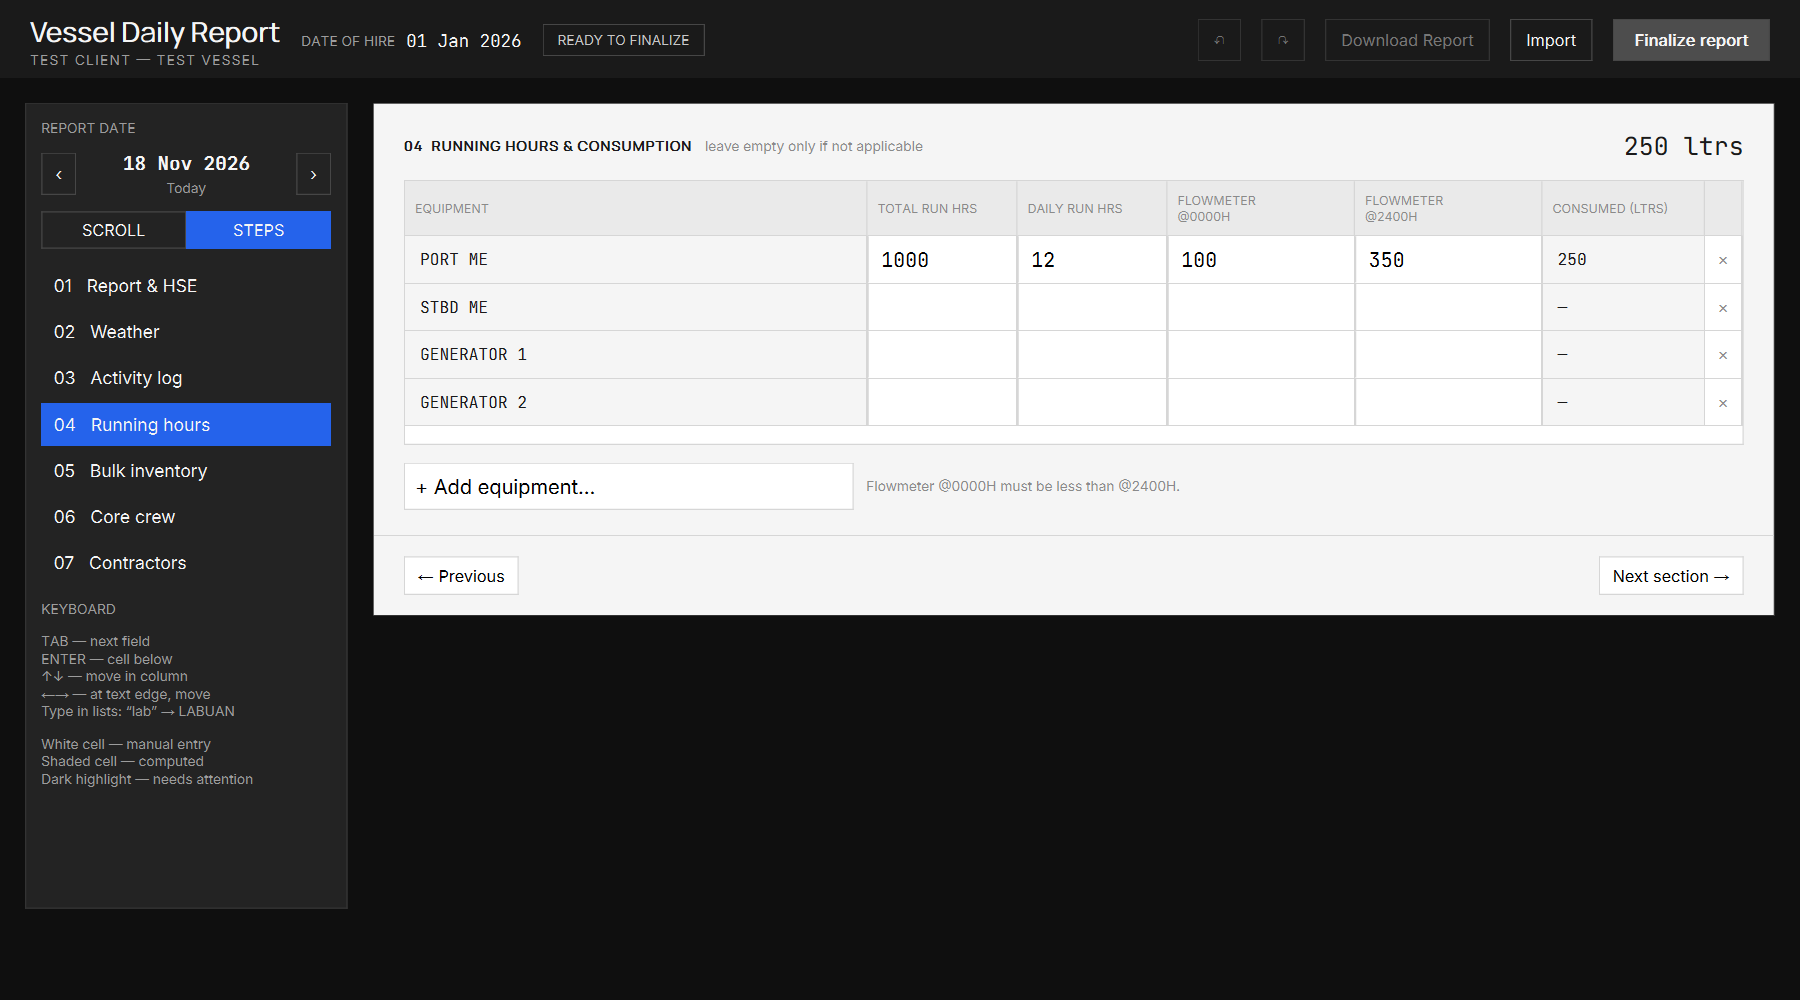 Vessel Daily Report
TEST CLIENT — TEST VESSEL
DATE OF HIRE 01 Jan 2026
READY TO FINALIZE
Download Report
Import
Finalize report
REPORT DATE
‹
18 Nov 2026
Today
›
SCROLL
STEPS
01 Report & HSE
02 Weather
03 Activity log
04 Running hours
05 Bulk inventory
06 Core crew
07 Contractors
KEYBOARD
TAB — next field
ENTER — cell below
↑↓ — move in column
←→ — at text edge, move
Type in lists: “lab” → LABUAN
White cell — manual entry
Shaded cell — computed
Dark highlight — needs attention
04 RUNNING HOURS & CONSUMPTION leave empty only if not applicable
250 ltrs
EQUIPMENT
TOTAL RUN HRS
DAILY RUN HRS
FLOWMETER
@0000H
FLOWMETER
@2400H
CONSUMED (LTRS)
PORT ME 1000 12 100 350 250 ×
STBD ME — ×
GENERATOR 1 — ×
GENERATOR 2 — ×
+ Add equipment...
Flowmeter @0000H must be less than @2400H.
← Previous
Next section →